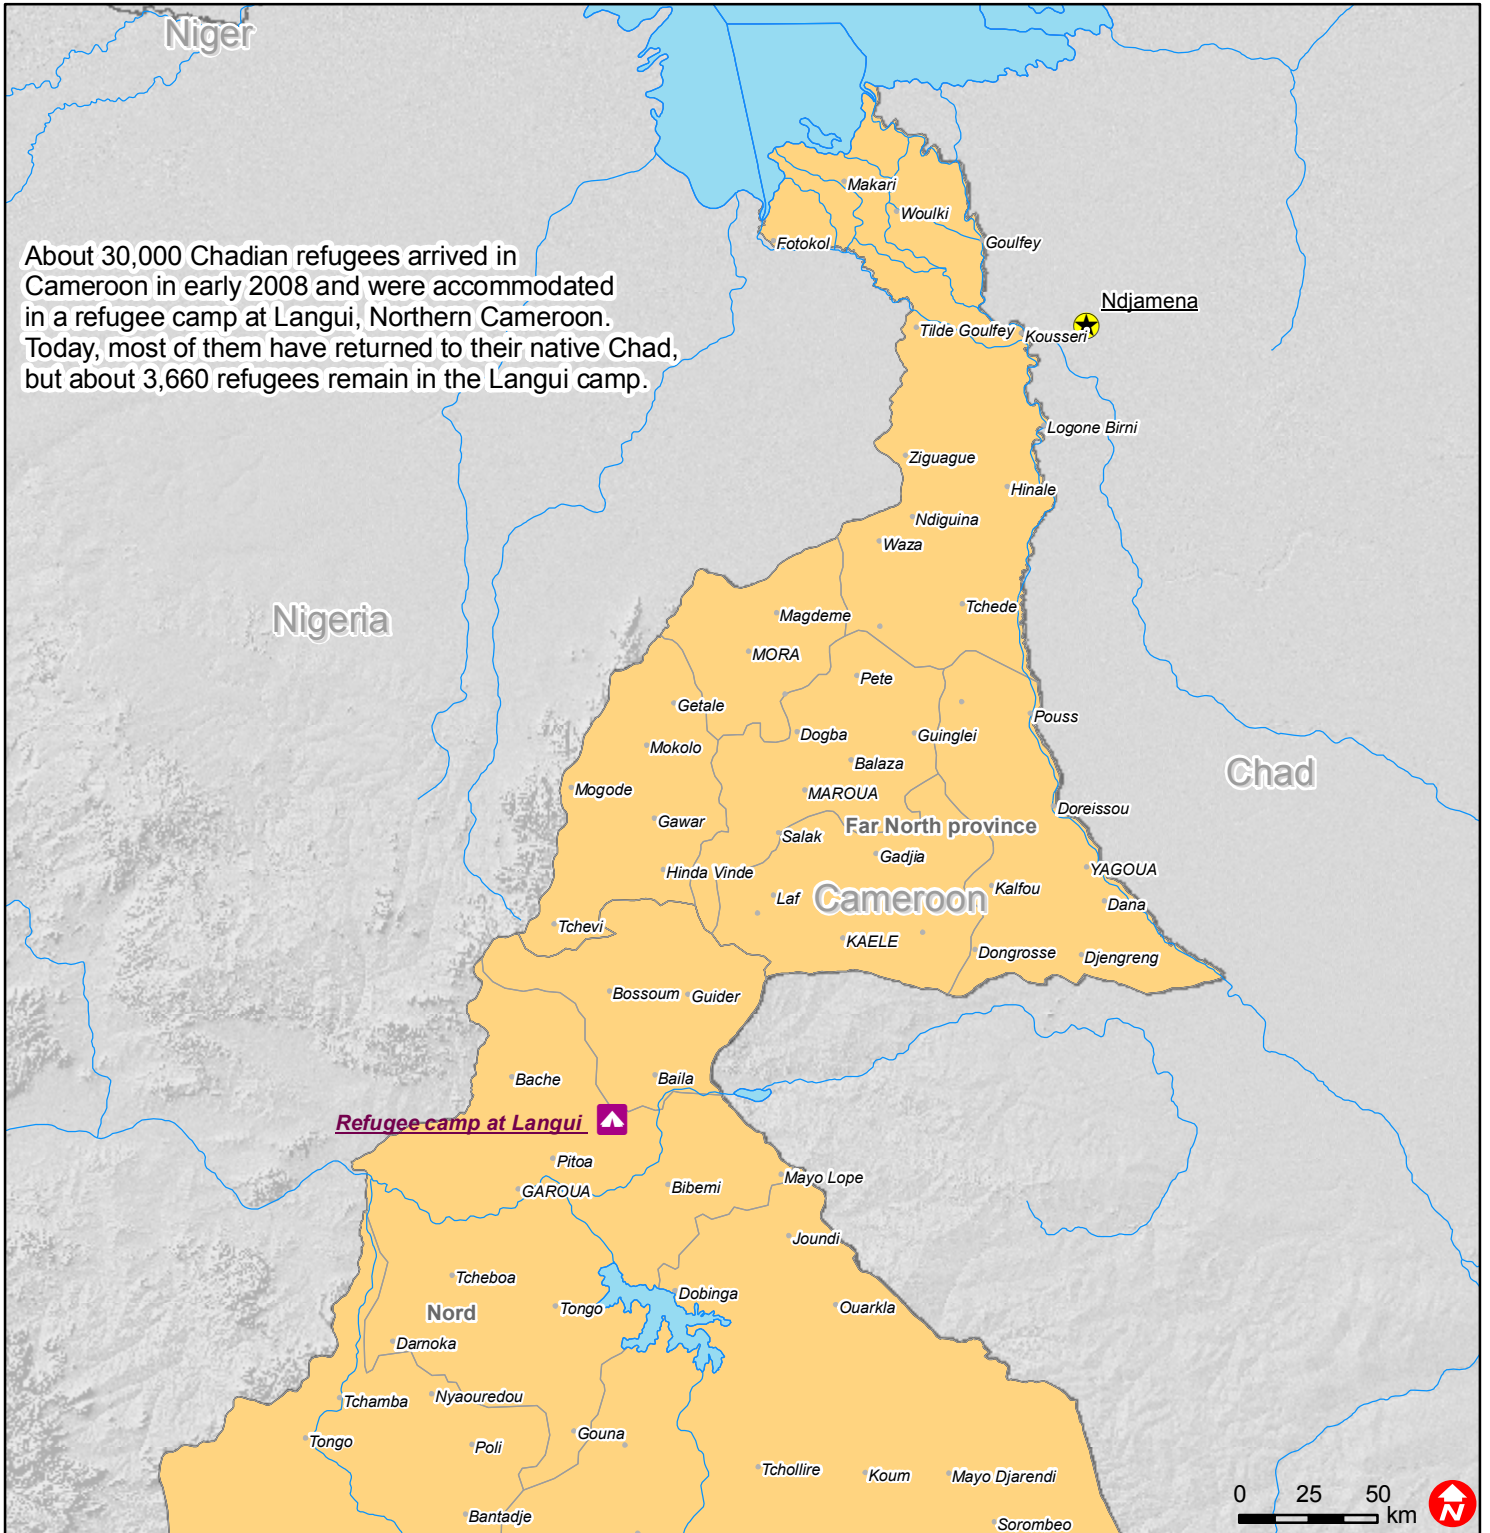 Niger
Makari
Woulki
Fotokol
Goulfey
About 30,000 Chadian refugees arrived in
Cameroon in early 2008 and were accommodated
in a refugee camp at Langui, Northern Cameroon.
Today, most of them have returned to their native Chad,
but about 3,660 refugees remain in the Langui camp.
Ndjamena
Tilde Goulfey
Kousseri
Logone Birni
Ziguague
Hinale
Ndiguina
Waza
Nigeria
Magdeme
Tchede
MORA
Pete
Getale
Pouss
Mokolo
Dogba
Guinglei
Balaza
Chad
Mogode
MAROUA
Doreissou
Gawar
Salak
Far North province
Gadjia
Hinda Vinde
YAGOUA
Laf
Cameroon
Kalfou
Dana
Tchevi
KAELE
Dongrosse
Djengreng
Bossoum
Guider
Bache
Baila
Refugee camp at Langui
Pitoa
Mayo Lope
GAROUA
Bibemi
Joundi
Tcheboa
Dobinga
Nord
Tongo
Ouarkla
Damoka
Tchamba
Nyaouredou
Tongo
Poli
Gouna
Tchollire
Koum
Mayo Djarendi
0 25 50
km
N
Bantadje
Sorombeo